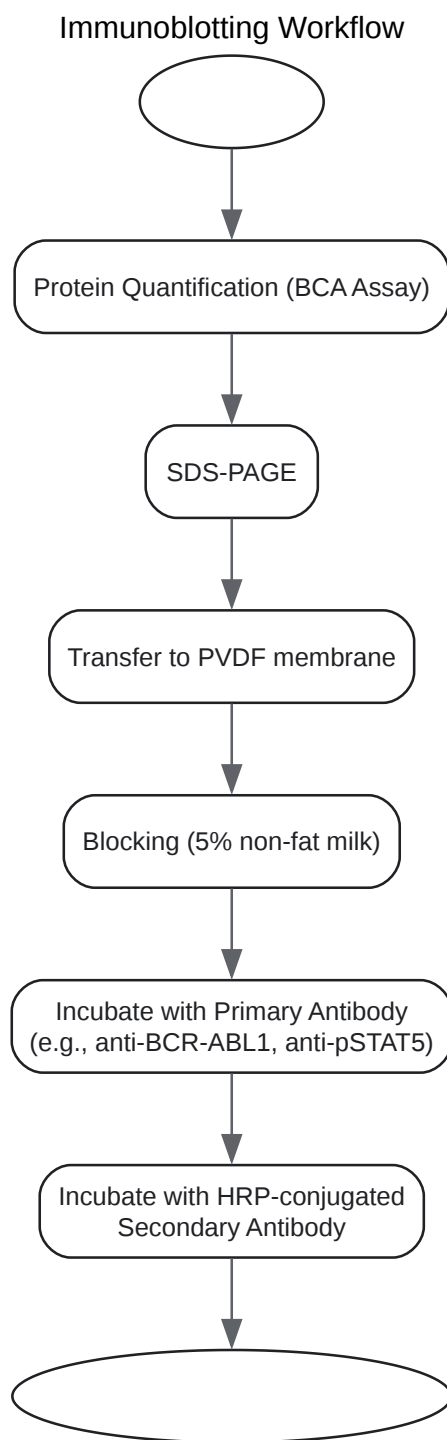 Immunoblotting Workflow
Protein Quantification (BCA Assay)
SDS-PAGE
Transfer to PVDF membrane
Blocking (5% non-fat milk)
Incubate with Primary Antibody
(e.g., anti-BCR-ABL1, anti-pSTAT5)
Incubate with HRP-conjugated
Secondary Antibody